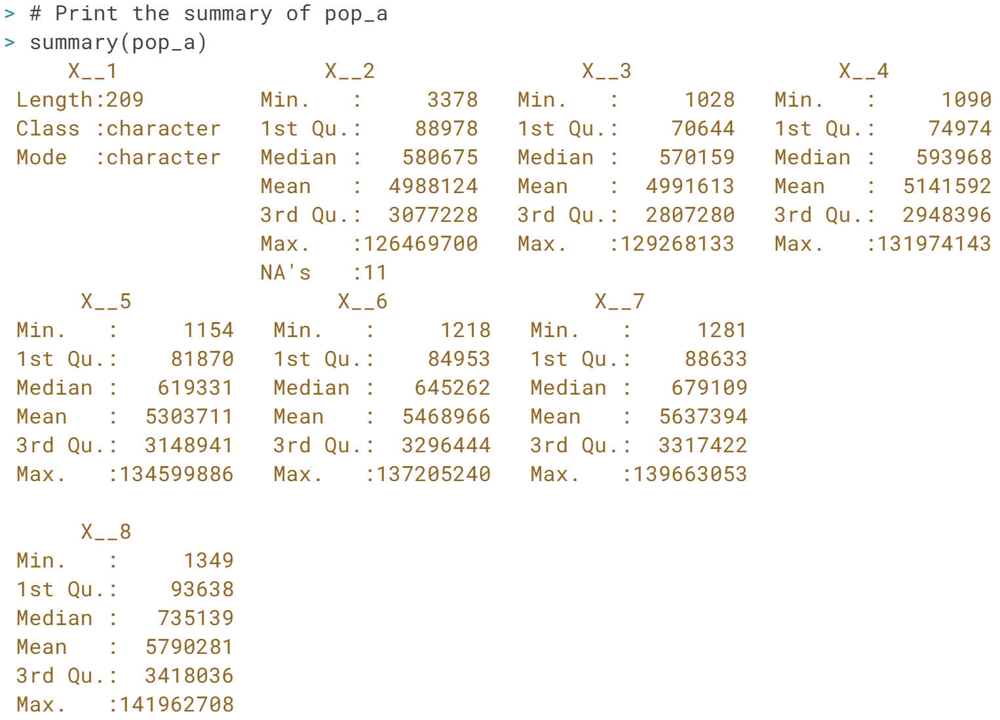 > # Print the summary of pop_a
> summary(pop_a)
     X__1                X__2                X__3                X__4
 Length:209         Min.   :     3378   Min.   :     1028   Min.   :     1090
 Class :character   1st Qu.:    88978   1st Qu.:    70644   1st Qu.:    74974
 Mode  :character   Median :   580675   Median :   570159   Median :   593968
                    Mean   :  4988124   Mean   :  4991613   Mean   :  5141592
                    3rd Qu.:  3077228   3rd Qu.:  2807280   3rd Qu.:  2948396
                    Max.   :126469700   Max.   :129268133   Max.   :131974143
                    NA's   :11
      X__5                X__6                X__7
 Min.   :     1154   Min.   :     1218   Min.   :     1281
 1st Qu.:    81870   1st Qu.:    84953   1st Qu.:    88633
 Median :   619331   Median :   645262   Median :   679109
 Mean   :  5303711   Mean   :  5468966   Mean   :  5637394
 3rd Qu.:  3148941   3rd Qu.:  3296444   3rd Qu.:  3317422
 Max.   :134599886   Max.   :137205240   Max.   :139663053
      X__8
 Min.   :     1349
 1st Qu.:    93638
 Median :   735139
 Mean   :  5790281
 3rd Qu.:  3418036
 Max.   :141962708